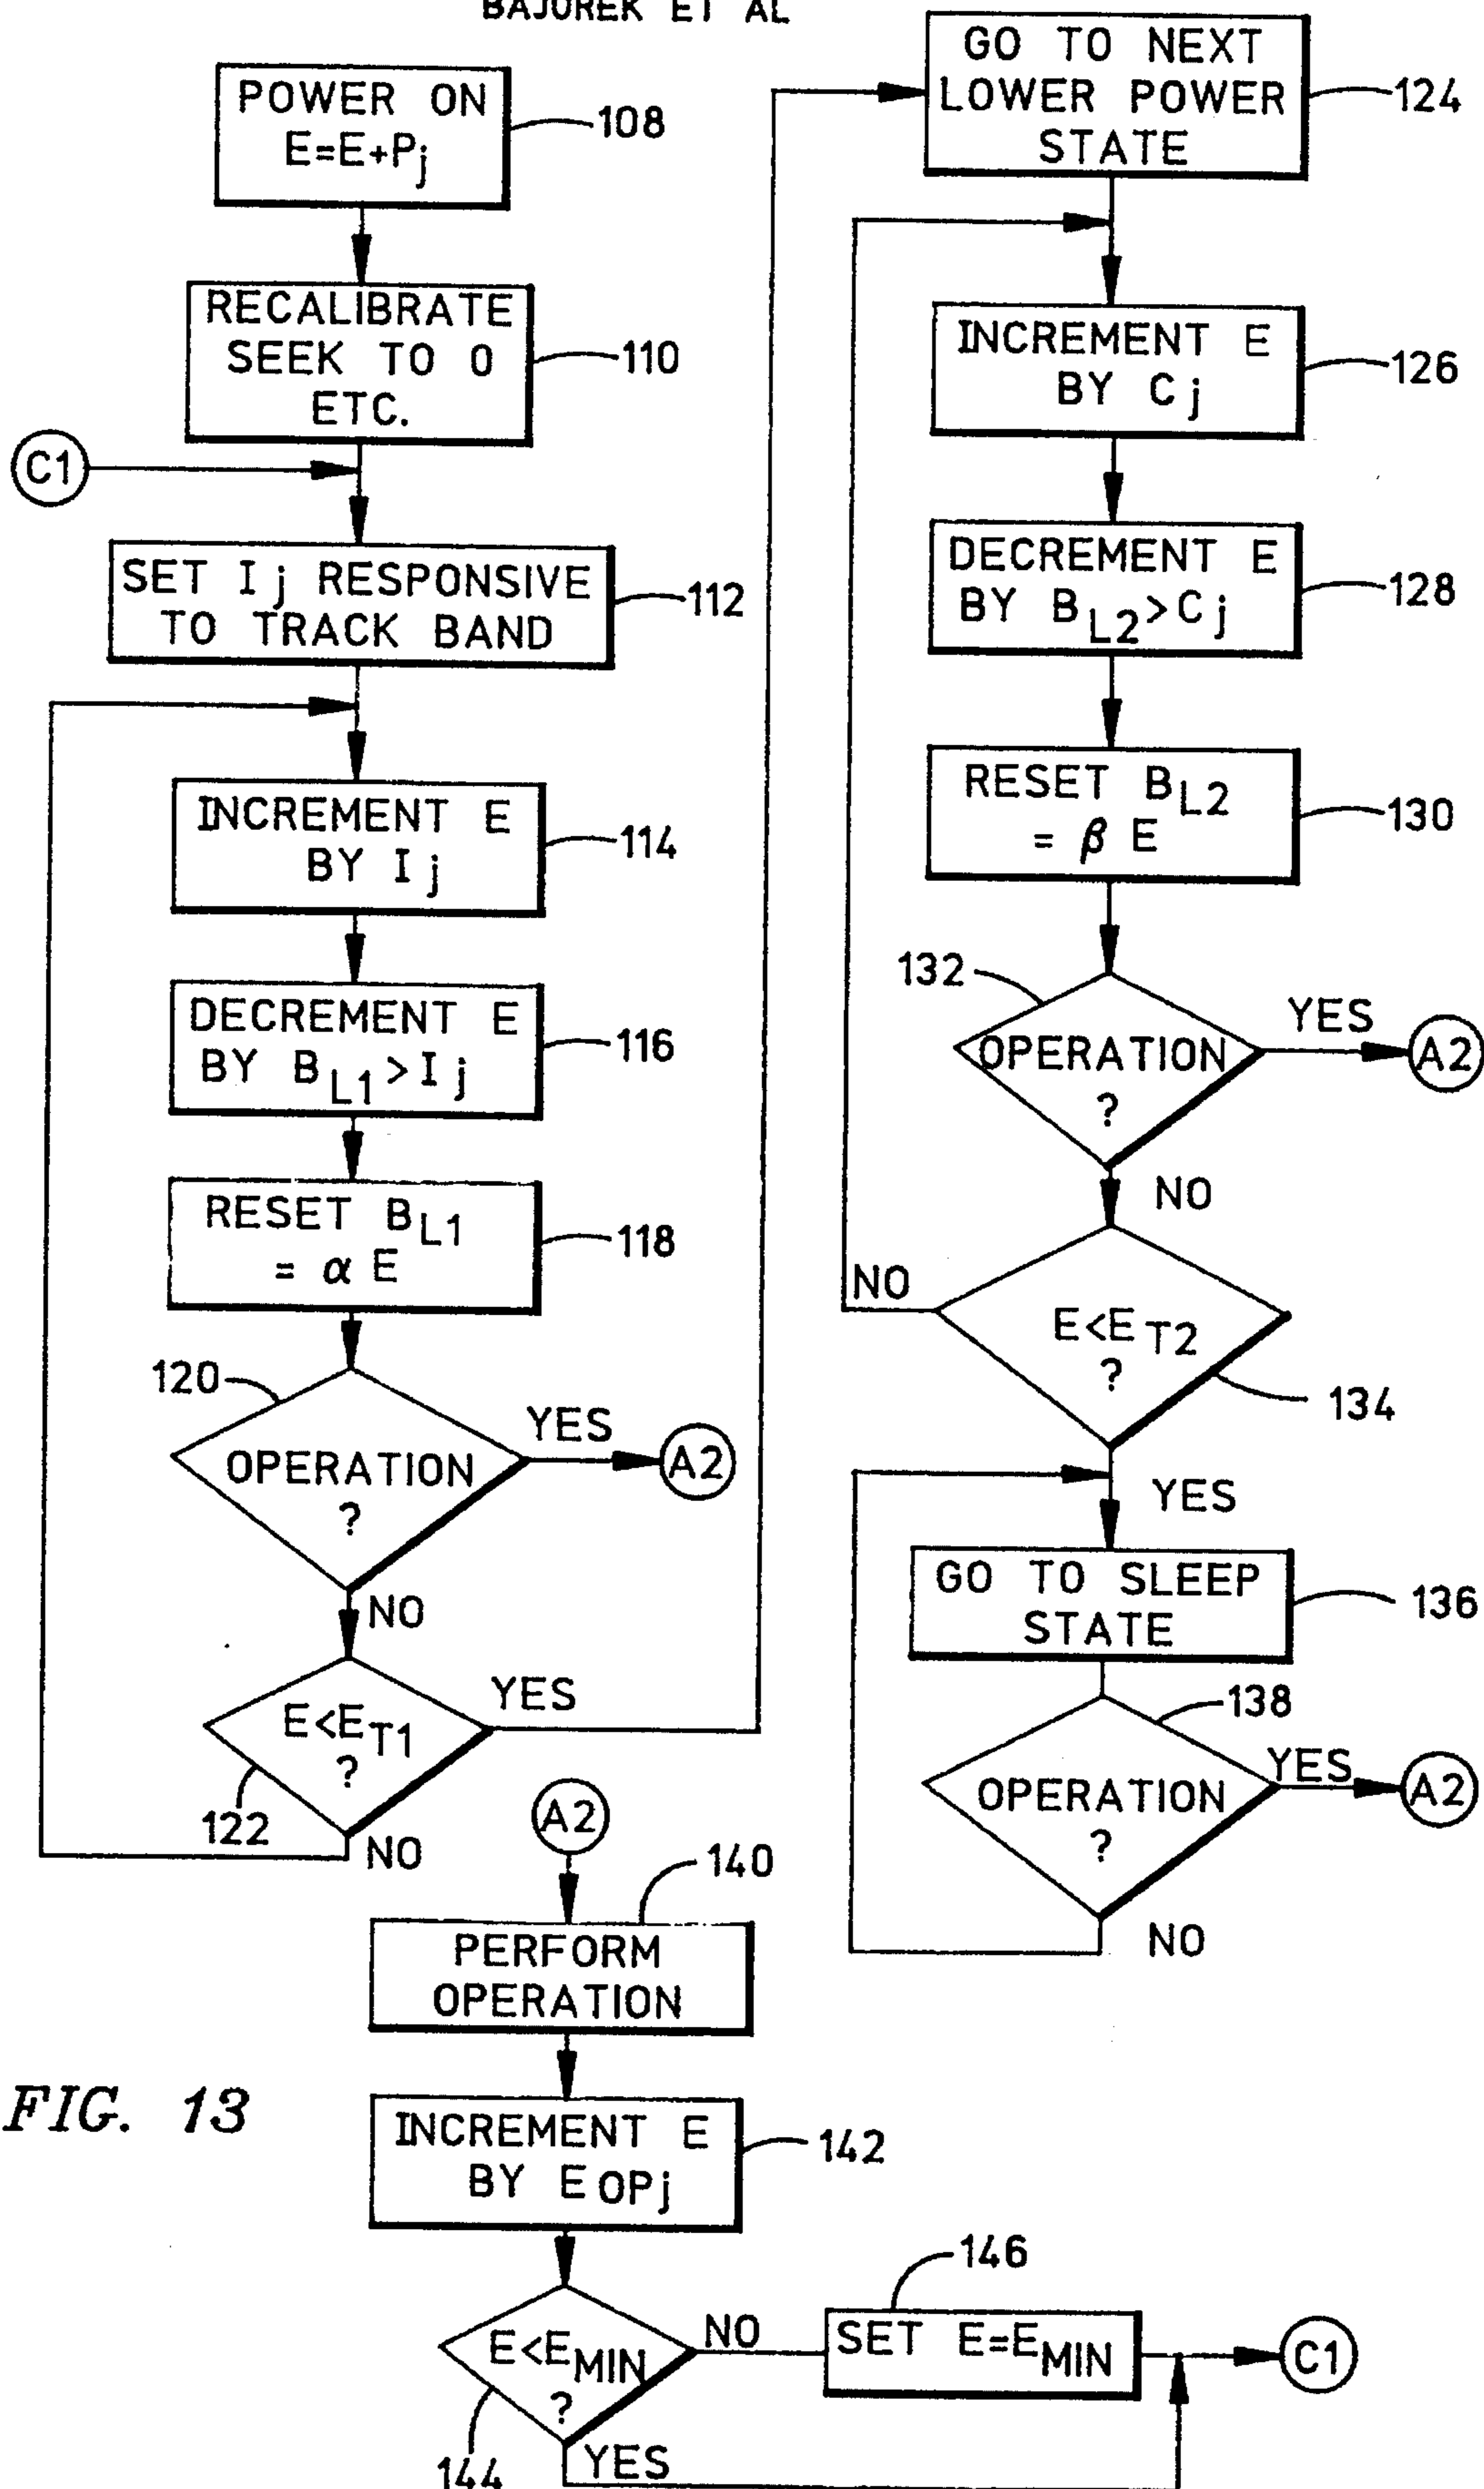 BAJOREK ET AL
POWER ON
E=E+Pj
108
RECALIBRATE
SEEK TO 0
ETC.
110
C1
SET Ij RESPONSIVE
TO TRACK BAND
112
INCREMENT E
BY Ij
114
DECREMENT E
BY BL1>Ij
116
RESET BL1
= α E
118
120
OPERATION
?
YES
A2
NO
E<ET1
?
YES
122
NO
GO TO NEXT
LOWER POWER
STATE
124
INCREMENT E
BY Cj
126
DECREMENT E
BY BL2>Cj
128
RESET BL2
= β E
130
132
OPERATION
?
YES
A2
NO
NO
E<ET2
?
134
YES
GO TO SLEEP
STATE
136
138
OPERATION
?
YES
A2
NO
A2
140
PERFORM
OPERATION
INCREMENT E
BY EOPj
142
E<EMIN
?
144
NO
146
SET E=EMIN
C1
YES
FIG. 13